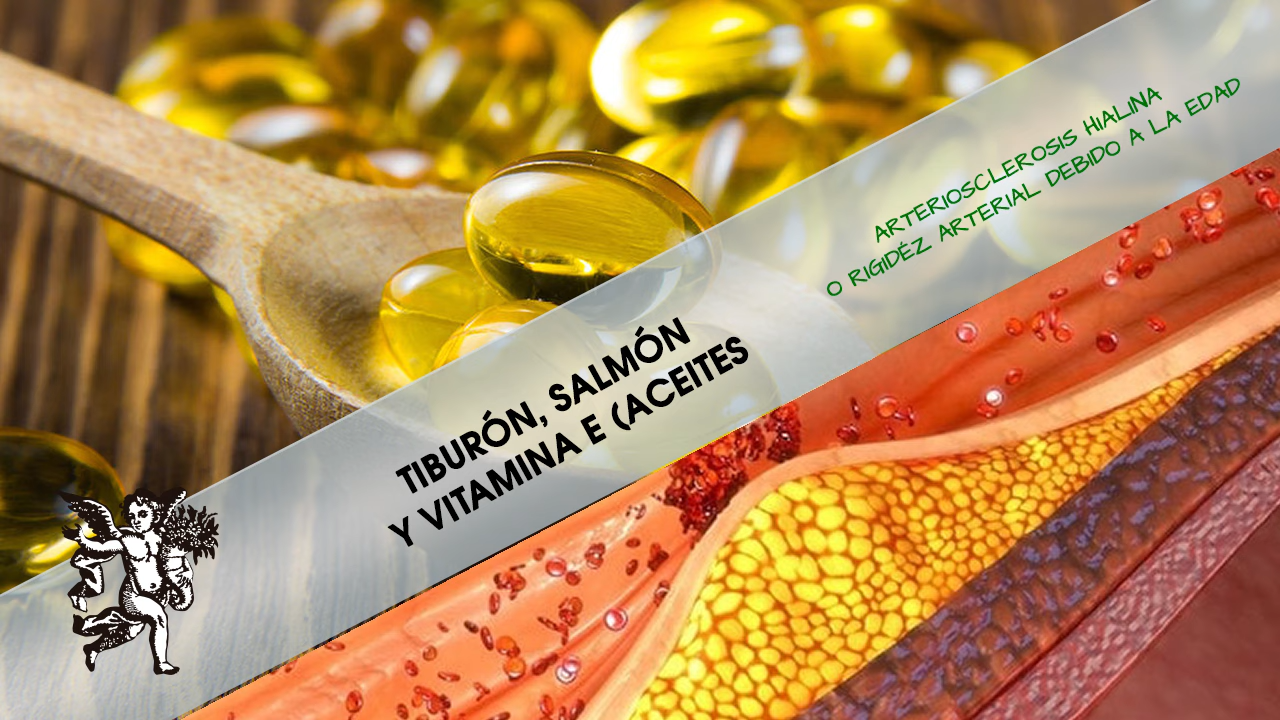 TIBURÓN, SALMÓN
Y VITAMINA E (ACEITES
ARTERIOSCLEROSIS HIALINA
O RIGIDÉZ ARTERIAL DEBIDO A LA EDAD